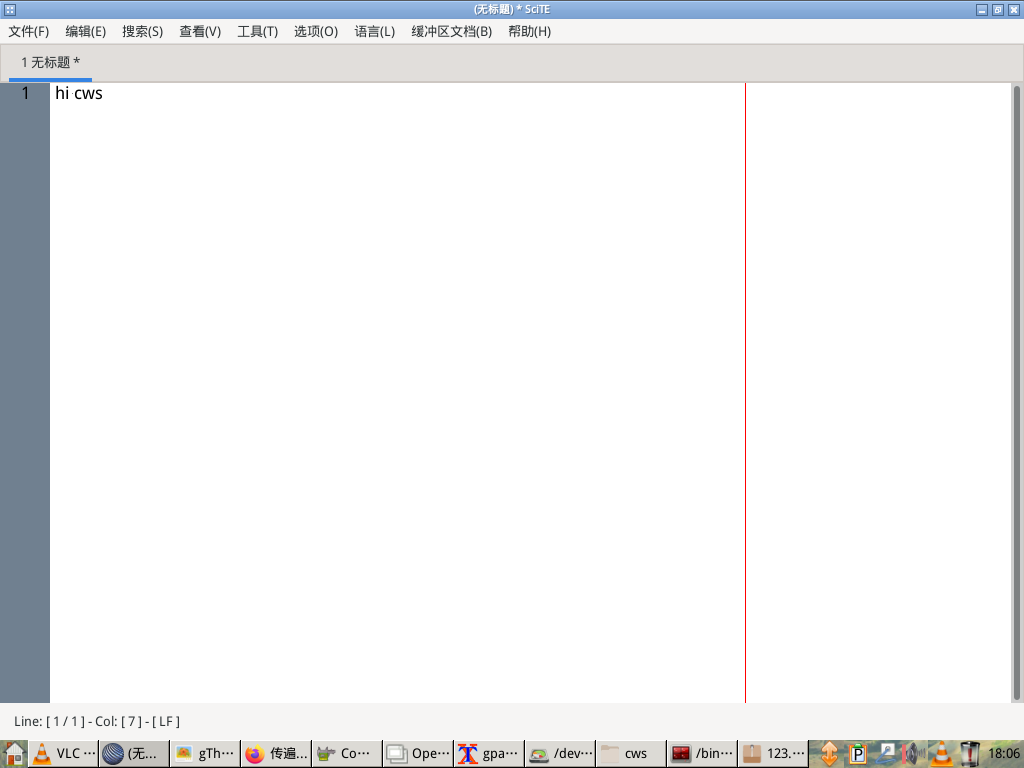 (无标题) * SciTE
文件(F) 编辑(E) 搜索(S) 查看(V) 工具(T) 选项(O) 语言(L) 缓冲区文档(B) 帮助(H)
1 无标题 *
1 hi cws
Line: [ 1 / 1 ] - Col: [ 7 ] - [ LF ]
VLC ··· (无... gTh··· 传遍... Co··· Ope··· gpa··· /dev··· cws /bin··· 123.··· P 18:06